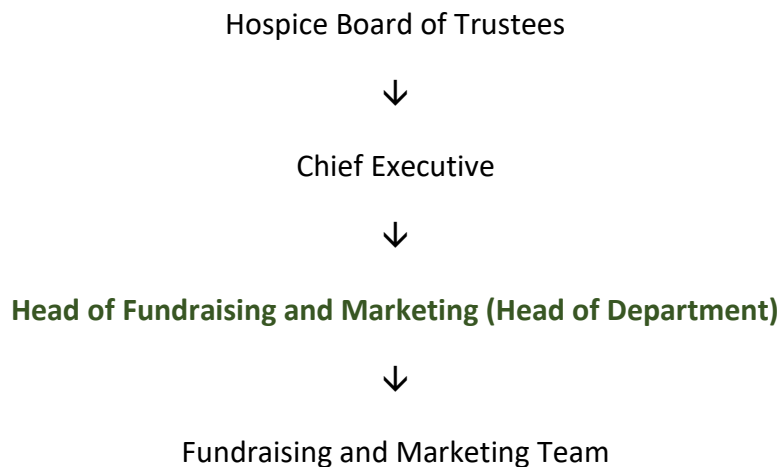 Hospice Board of Trustees
↓
Chief Executive
↓
Head of Fundraising and Marketing (Head of Department)
↓
Fundraising and Marketing Team